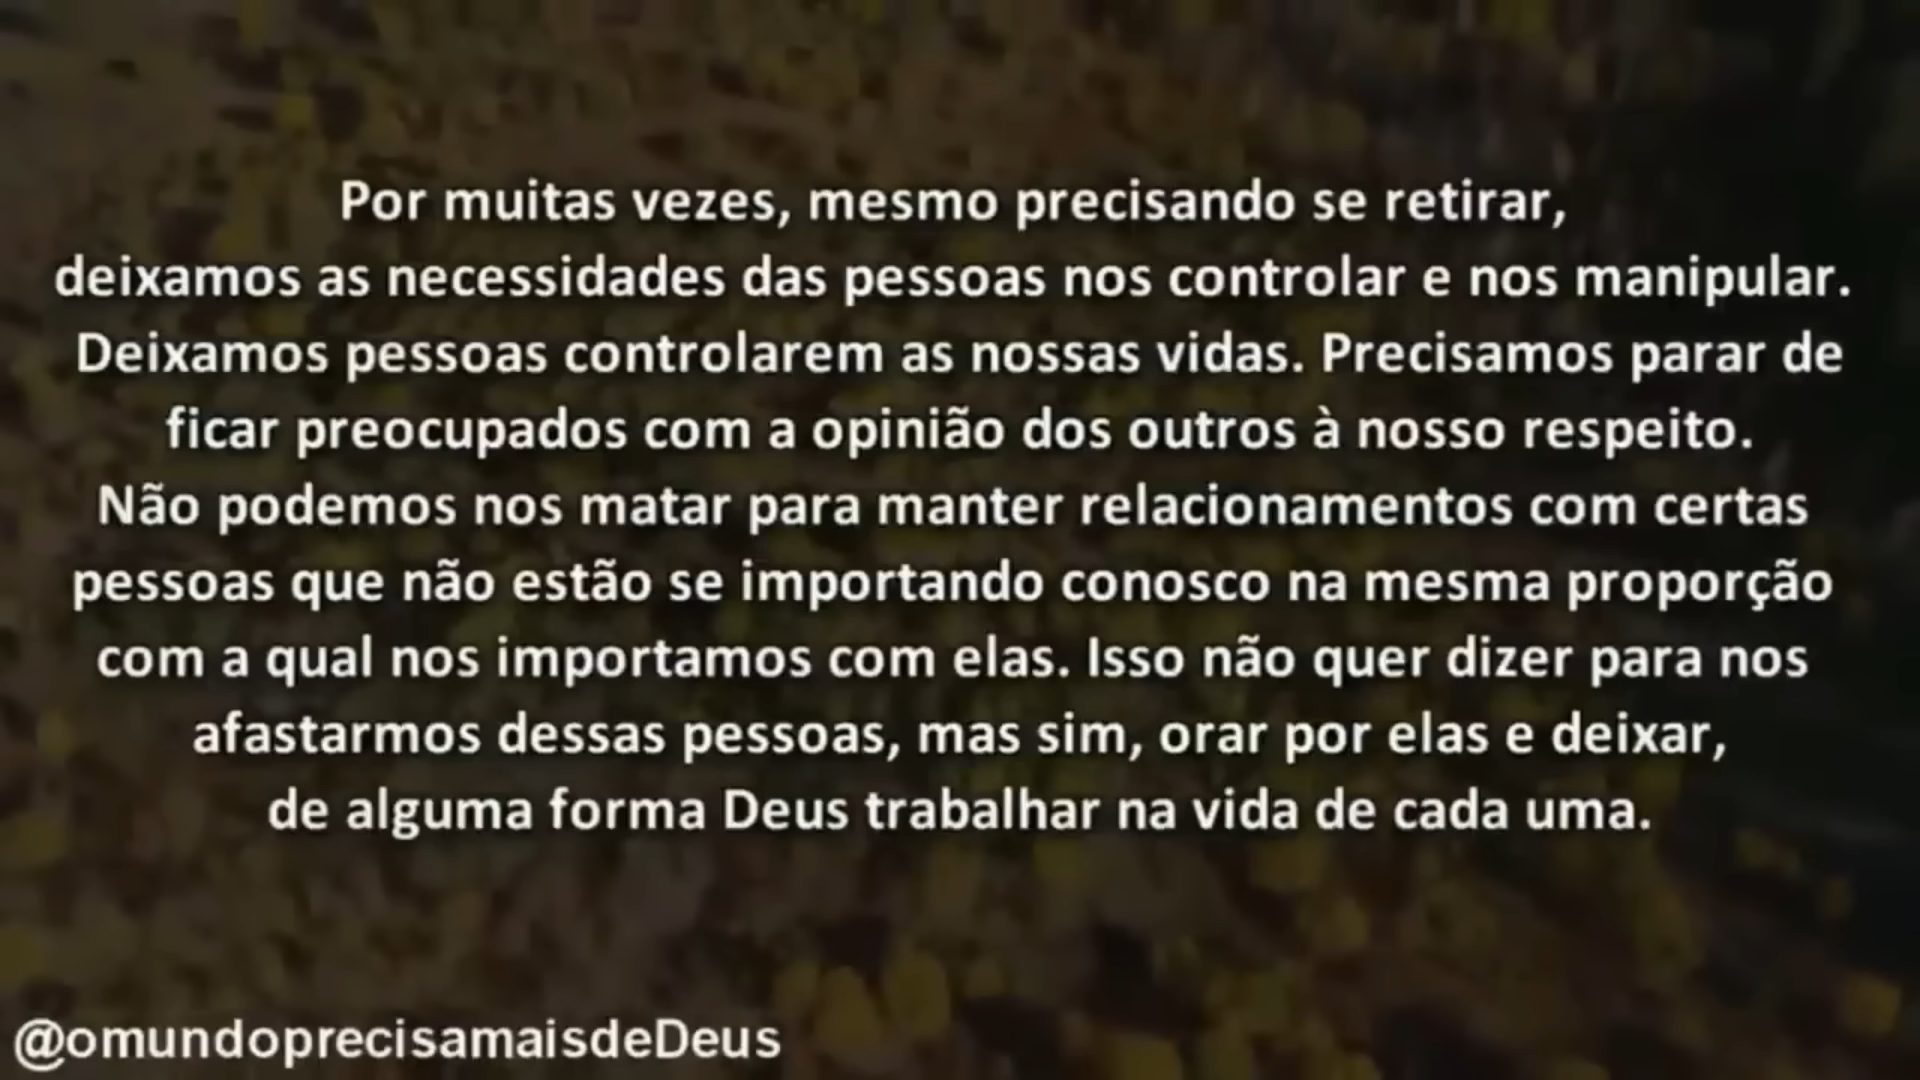 Por muitas vezes, mesmo precisando se retirar,
deixamos as necessidades das pessoas nos controlar e nos manipular.
Deixamos pessoas controlarem as nossas vidas. Precisamos parar de
ficar preocupados com a opinião dos outros à nosso respeito.
Não podemos nos matar para manter relacionamentos com certas
pessoas que não estão se importando conosco na mesma proporção
com a qual nos importamos com elas. Isso não quer dizer para nos
afastarmos dessas pessoas, mas sim, orar por elas e deixar,
de alguma forma Deus trabalhar na vida de cada uma.
@omundoprecisamaisdeDeus